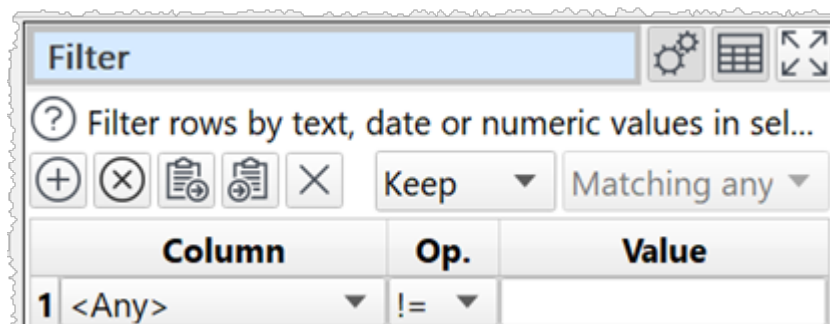 Filter
? Filter rows by text, date or numeric values in sel...
Keep Matching any
Column Op. Value
1 <Any> !=